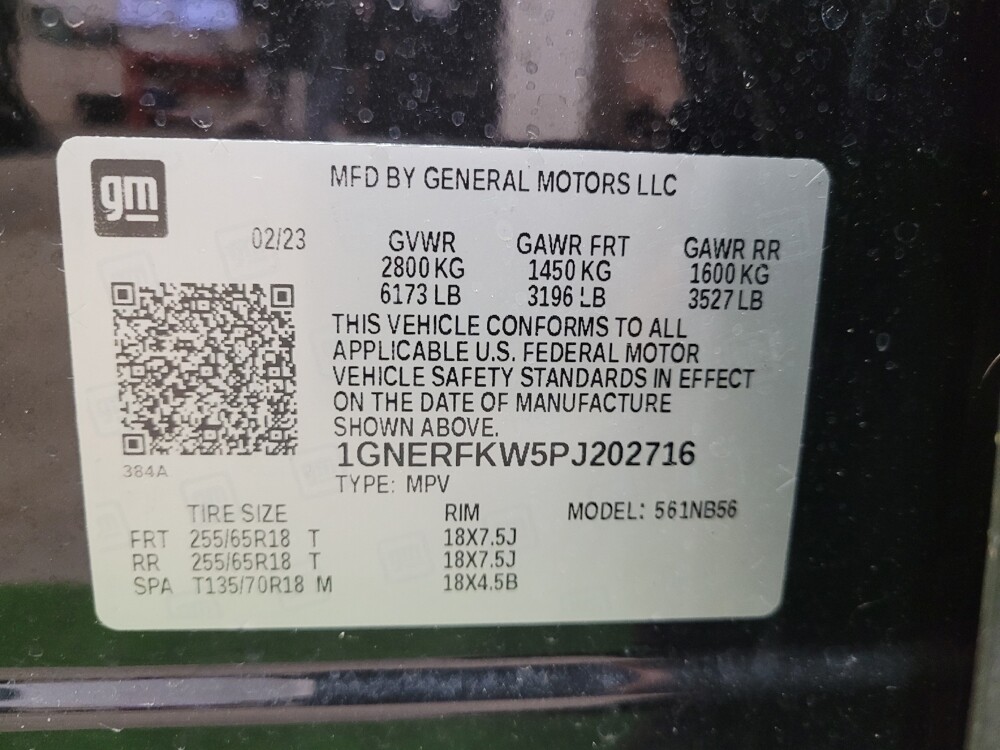 gm
MFD BY GENERAL MOTORS LLC
02/23 GVWR GAWR FRT GAWR RR
2800 KG 1450 KG 1600 KG
6173 LB 3196 LB 3527 LB
THIS VEHICLE CONFORMS TO ALL
APPLICABLE U.S. FEDERAL MOTOR
VEHICLE SAFETY STANDARDS IN EFFECT
ON THE DATE OF MANUFACTURE
SHOWN ABOVE.
1GNERFKW5PJ202716
384A
TYPE: MPV
TIRE SIZE RIM MODEL: 561NB56
FRT 255/65R18 T 18X7.5J
RR 255/65R18 T 18X7.5J
SPA T135/70R18 M 18X4.5B